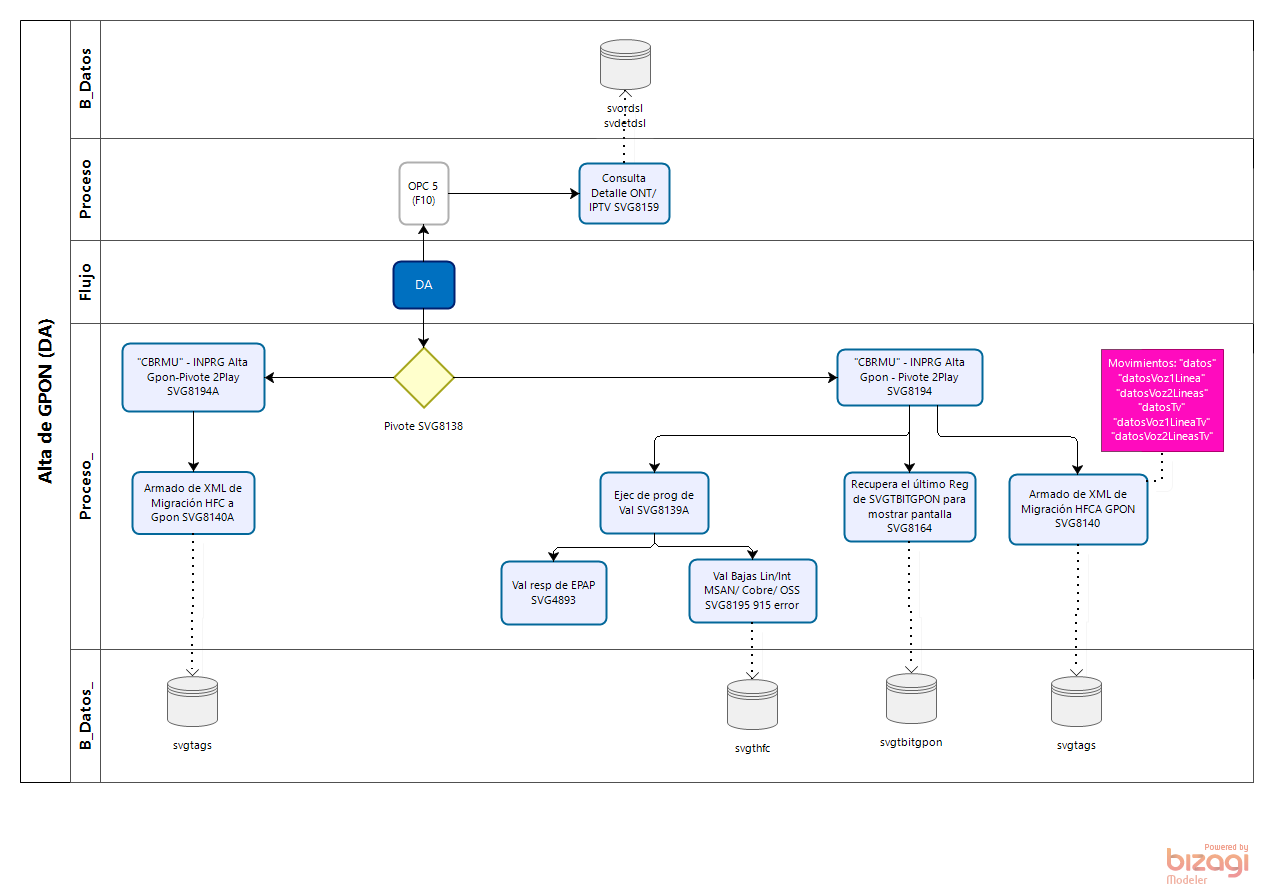 Alta de GPON (DA)
B_Datos
svordsl
svdetdsl
Proceso
OPC 5
(F10)
Consulta
Detalle ONT/
IPTV SVG8159
Flujo
DA
Proceso_
"CBRMU" - INPRG Alta
Gpon-Pivote 2Play
SVG8194A
Pivote SVG8138
"CBRMU" - INPRG Alta
Gpon - Pivote 2Play
SVG8194
Movimientos: "datos"
"datosVoz1Linea"
"datosVoz2Lineas"
"datosTv"
"datosVoz1LineaTv"
"datosVoz2LineasTv"
Armado de XML de
Migración HFC a
Gpon SVG8140A
Ejec de prog de
Val SVG8139A
Recupera el último Reg
de SVGTBITGPON para
mostrar pantalla
SVG8164
Armado de XML de
Migración HFCA GPON
SVG8140
Val resp de EPAP
SVG4893
Val Bajas Lin/Int
MSAN/ Cobre/ OSS
SVG8195 915 error
B_Datos_
svgtags
svgthfc
svgtbitgpon
svgtags
Powered by
bizagi
Modeler